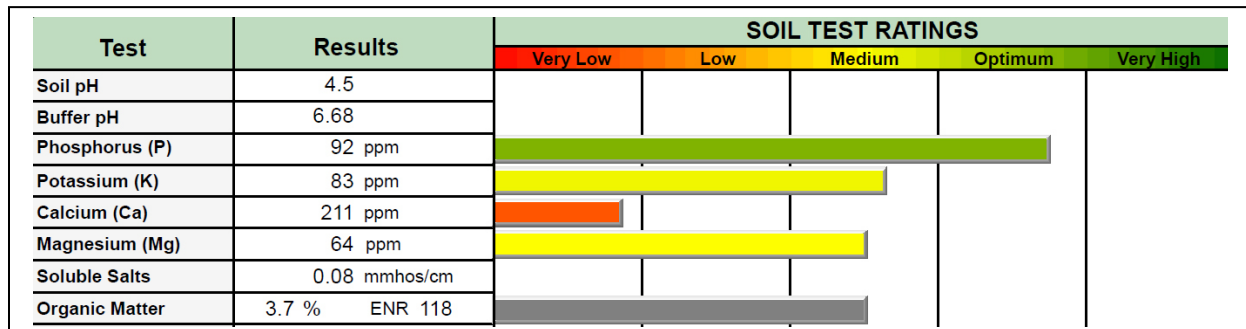 Test Results SOIL TEST RATINGS
Very Low Low Medium Optimum Very High
Soil pH 4.5
Buffer pH 6.68
Phosphorus (P) 92 ppm
Potassium (K) 83 ppm
Calcium (Ca) 211 ppm
Magnesium (Mg) 64 ppm
Soluble Salts 0.08 mmhos/cm
Organic Matter 3.7 % ENR 118